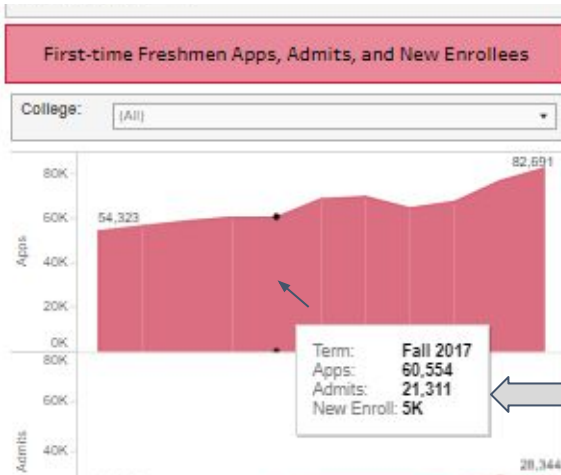 First-time Freshmen Apps, Admits, and New Enrollees
College:
(All)
82,691
80K
54,323
60K
Apps
40K
20K
0K
Term: Fall 2017
Apps: 60,554
Admits: 21,311
New Enroll: 5K
80K
60K
Admits
40K
28,344